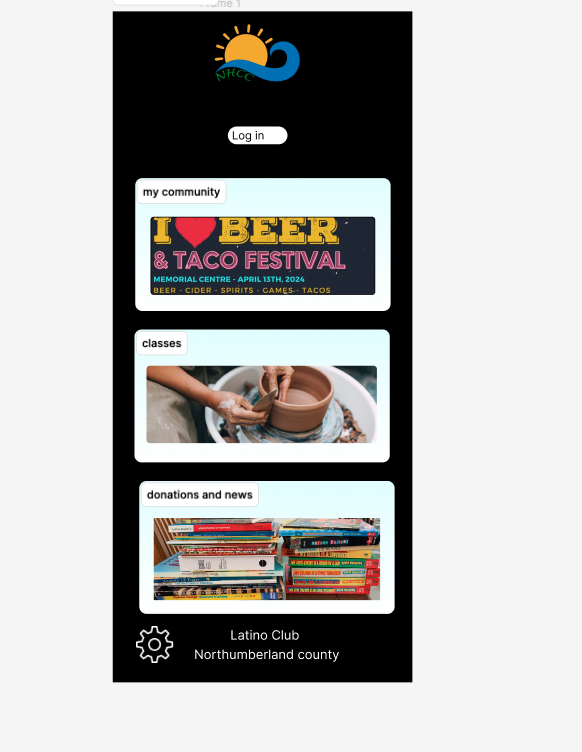 Frame 1
NHCC
Log in
my community
I BEER
& TACO FESTIVAL
MEMORIAL CENTRE - APRIL 13TH, 2024
BEER - CIDER - SPIRITS - GAMES - TACOS
classes
donations and news
Latino Club
Northumberland county